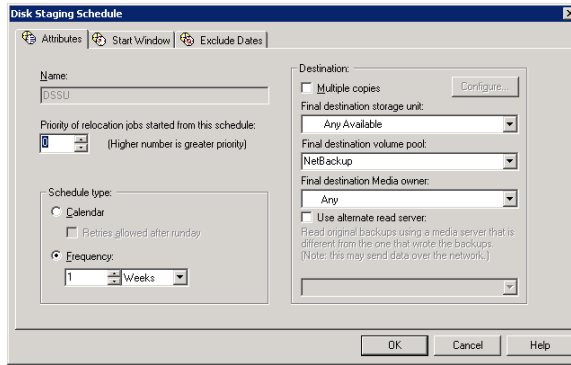 Disk Staging Schedule
Attributes
Start Window
Exclude Dates
Name:
DSSU
Priority of relocation jobs started from this schedule:
0
(Higher number is greater priority)
Schedule type:
Calendar
Retries allowed after runday
Frequency:
1
Weeks
Destination:
Multiple copies
Configure...
Final destination storage unit:
Any Available
Final destination volume pool:
NetBackup
Final destination Media owner:
Any
Use alternate read server:
Read original backups using a media server that is
different from the one that wrote the backups.
(Note: this may send data over the network.)
OK
Cancel
Help